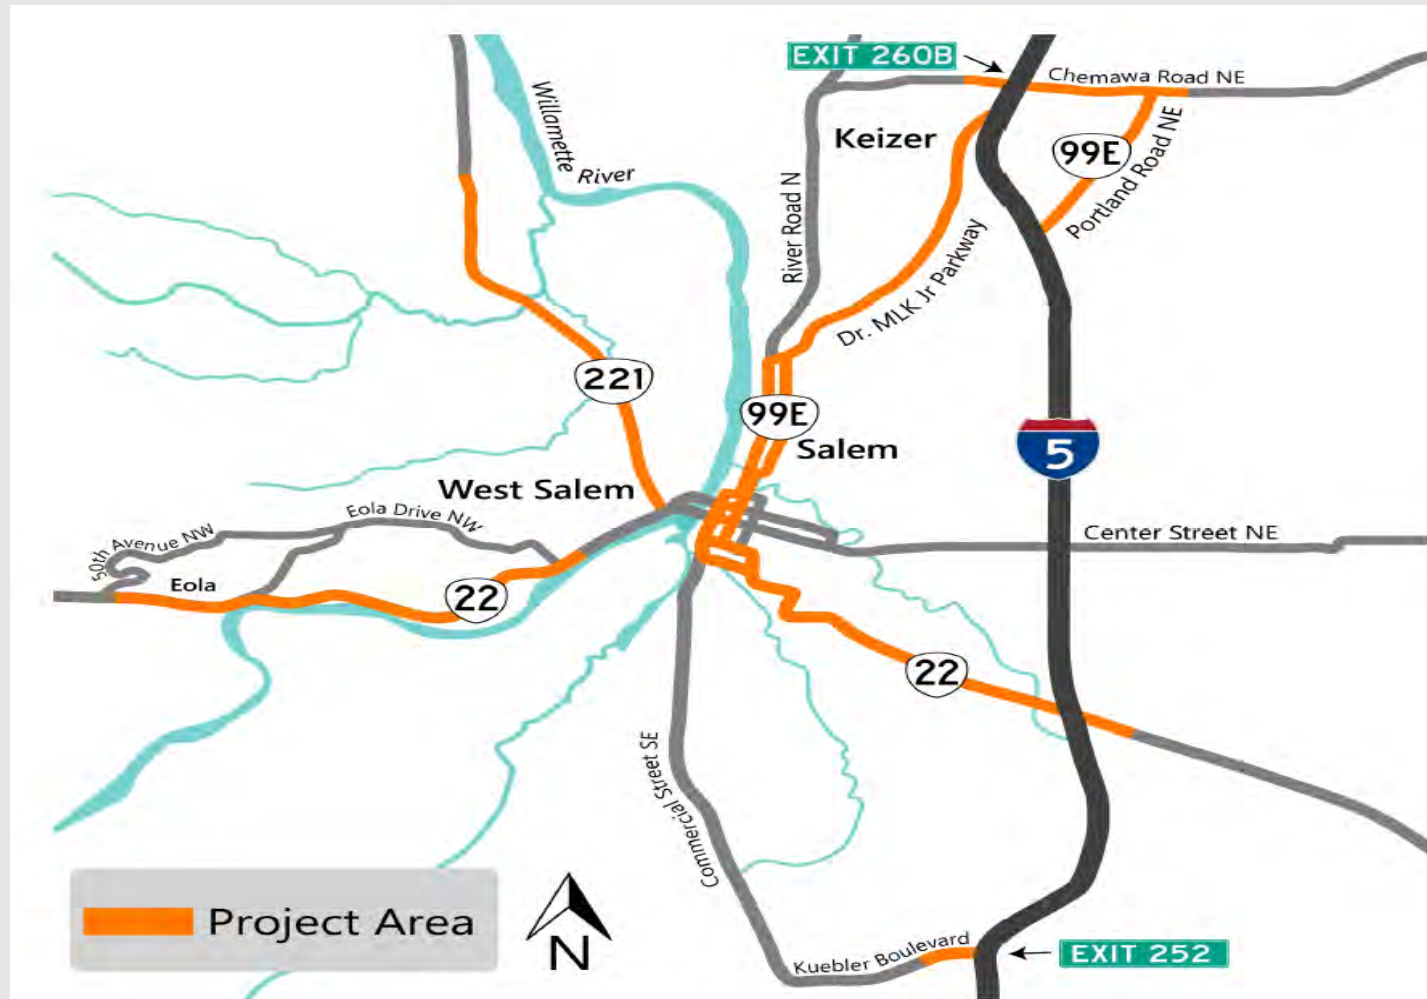 EXIT 260B
Chemawa Road NE
Willamette
River
Keizer
99E
Portland Road NE
River Road N
Dr. MLK Jr Parkway
221
99E
Salem
5
West Salem
Eola Drive NW
50th Avenue NW
Eola
Center Street NE
22
22
Commercial Street SE
Project Area
N
Kuebler Boulevard
EXIT 252